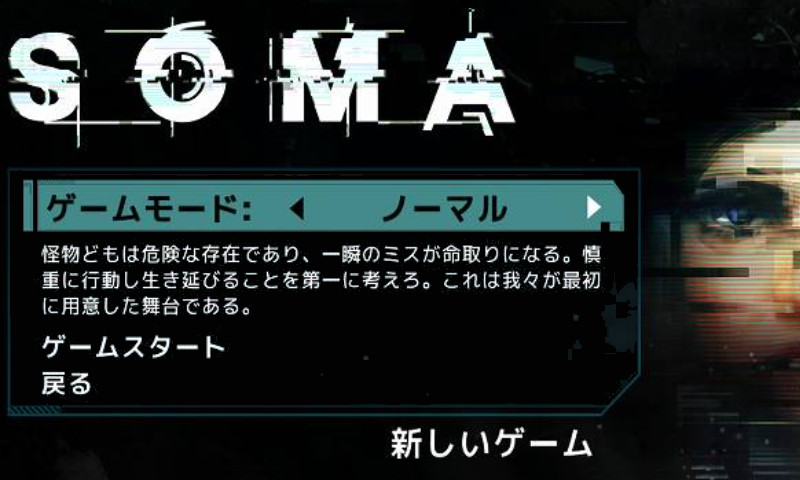 SOMA
ゲームモード: ノーマル
怪物どもは危険な存在であり、一瞬のミスが命取りになる。慎
重に行動し生き延びることを第一に考えろ。これは我々が最初
に用意した舞台である。
ゲームスタート
戻る
新しいゲーム